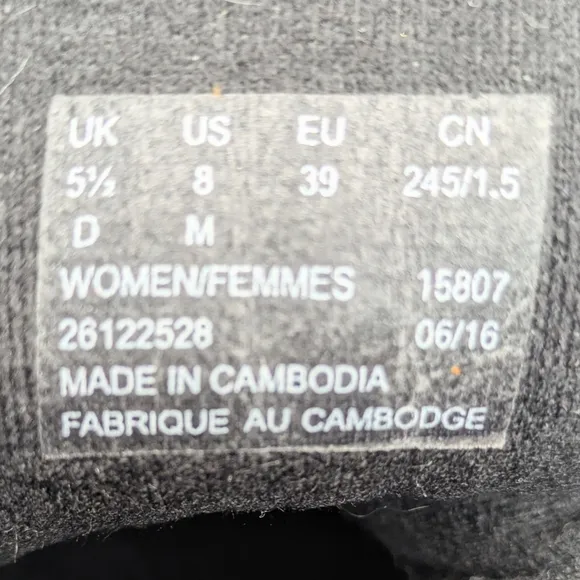 UK US EU CN
5½ 8 39 245/1.5
D M
WOMEN/FEMMES 15807
26122528 06/16
MADE IN CAMBODIA
FABRIQUE AU CAMBODGE